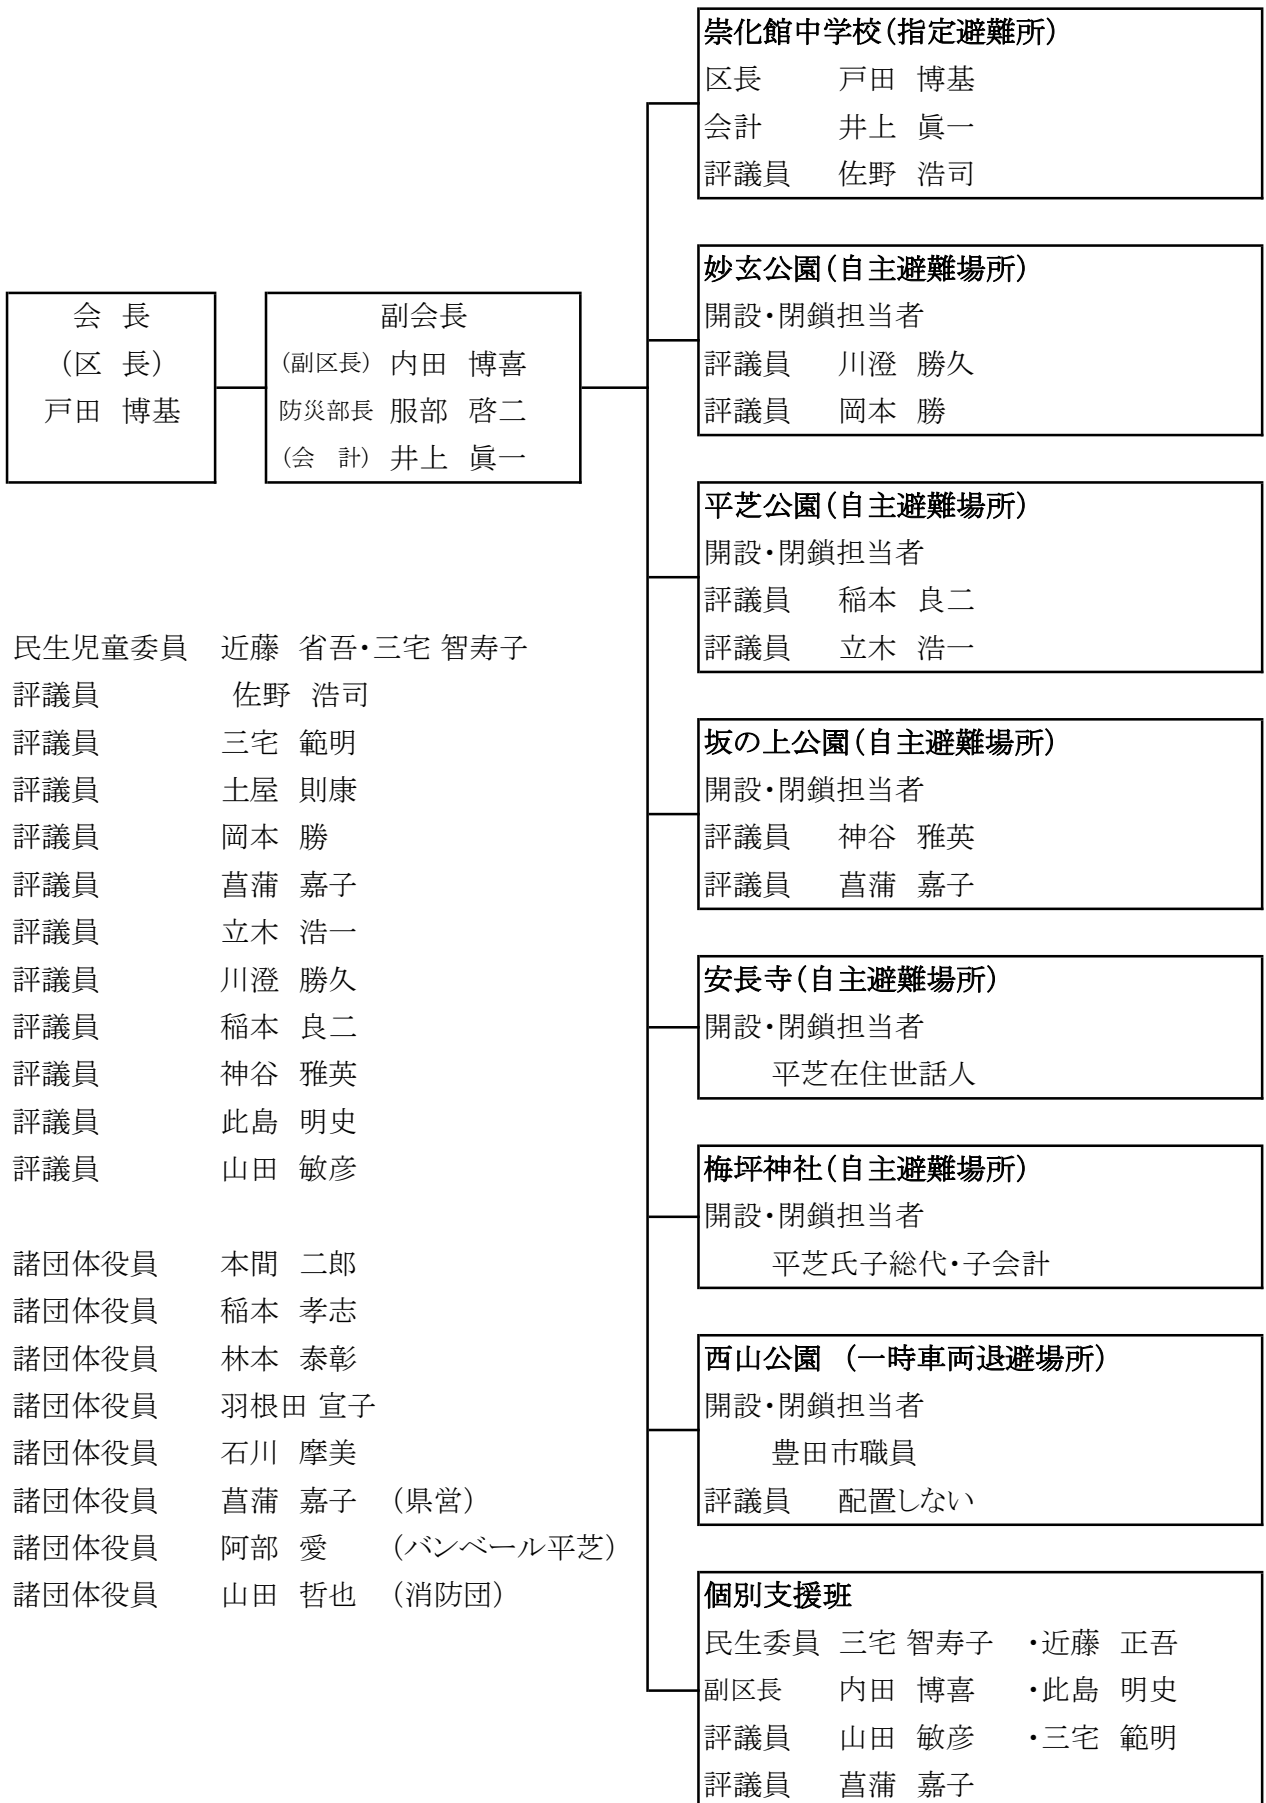 会 長
(区 長)
戸田 博基
副会長
(副区長) 内田 博喜
防災部長 服部 啓二
(会 計) 井上 眞一
崇化館中学校(指定避難所)
区長 戸田 博基
会計 井上 眞一
評議員 佐野 浩司
妙玄公園(自主避難場所)
開設・閉鎖担当者
評議員 川澄 勝久
評議員 岡本 勝
平芝公園(自主避難場所)
開設・閉鎖担当者
評議員 稲本 良二
評議員 立木 浩一
坂の上公園(自主避難場所)
開設・閉鎖担当者
評議員 神谷 雅英
評議員 菖蒲 嘉子
安長寺(自主避難場所)
開設・閉鎖担当者
平芝在住世話人
梅坪神社(自主避難場所)
開設・閉鎖担当者
平芝氏子総代・子会計
西山公園 (一時車両退避場所)
開設・閉鎖担当者
豊田市職員
評議員 配置しない
個別支援班
民生委員 三宅 智寿子 ・近藤 正吾
副区長 内田 博喜 ・此島 明史
評議員 山田 敏彦 ・三宅 範明
評議員 菖蒲 嘉子
民生児童委員 近藤 省吾・三宅 智寿子
評議員 佐野 浩司
評議員 三宅 範明
評議員 土屋 則康
評議員 岡本 勝
評議員 菖蒲 嘉子
評議員 立木 浩一
評議員 川澄 勝久
評議員 稲本 良二
評議員 神谷 雅英
評議員 此島 明史
評議員 山田 敏彦
諸団体役員 本間 二郎
諸団体役員 稲本 孝志
諸団体役員 林本 泰彰
諸団体役員 羽根田 宣子
諸団体役員 石川 摩美
諸団体役員 菖蒲 嘉子 (県営)
諸団体役員 阿部 愛 (バンベール平芝)
諸団体役員 山田 哲也 (消防団)